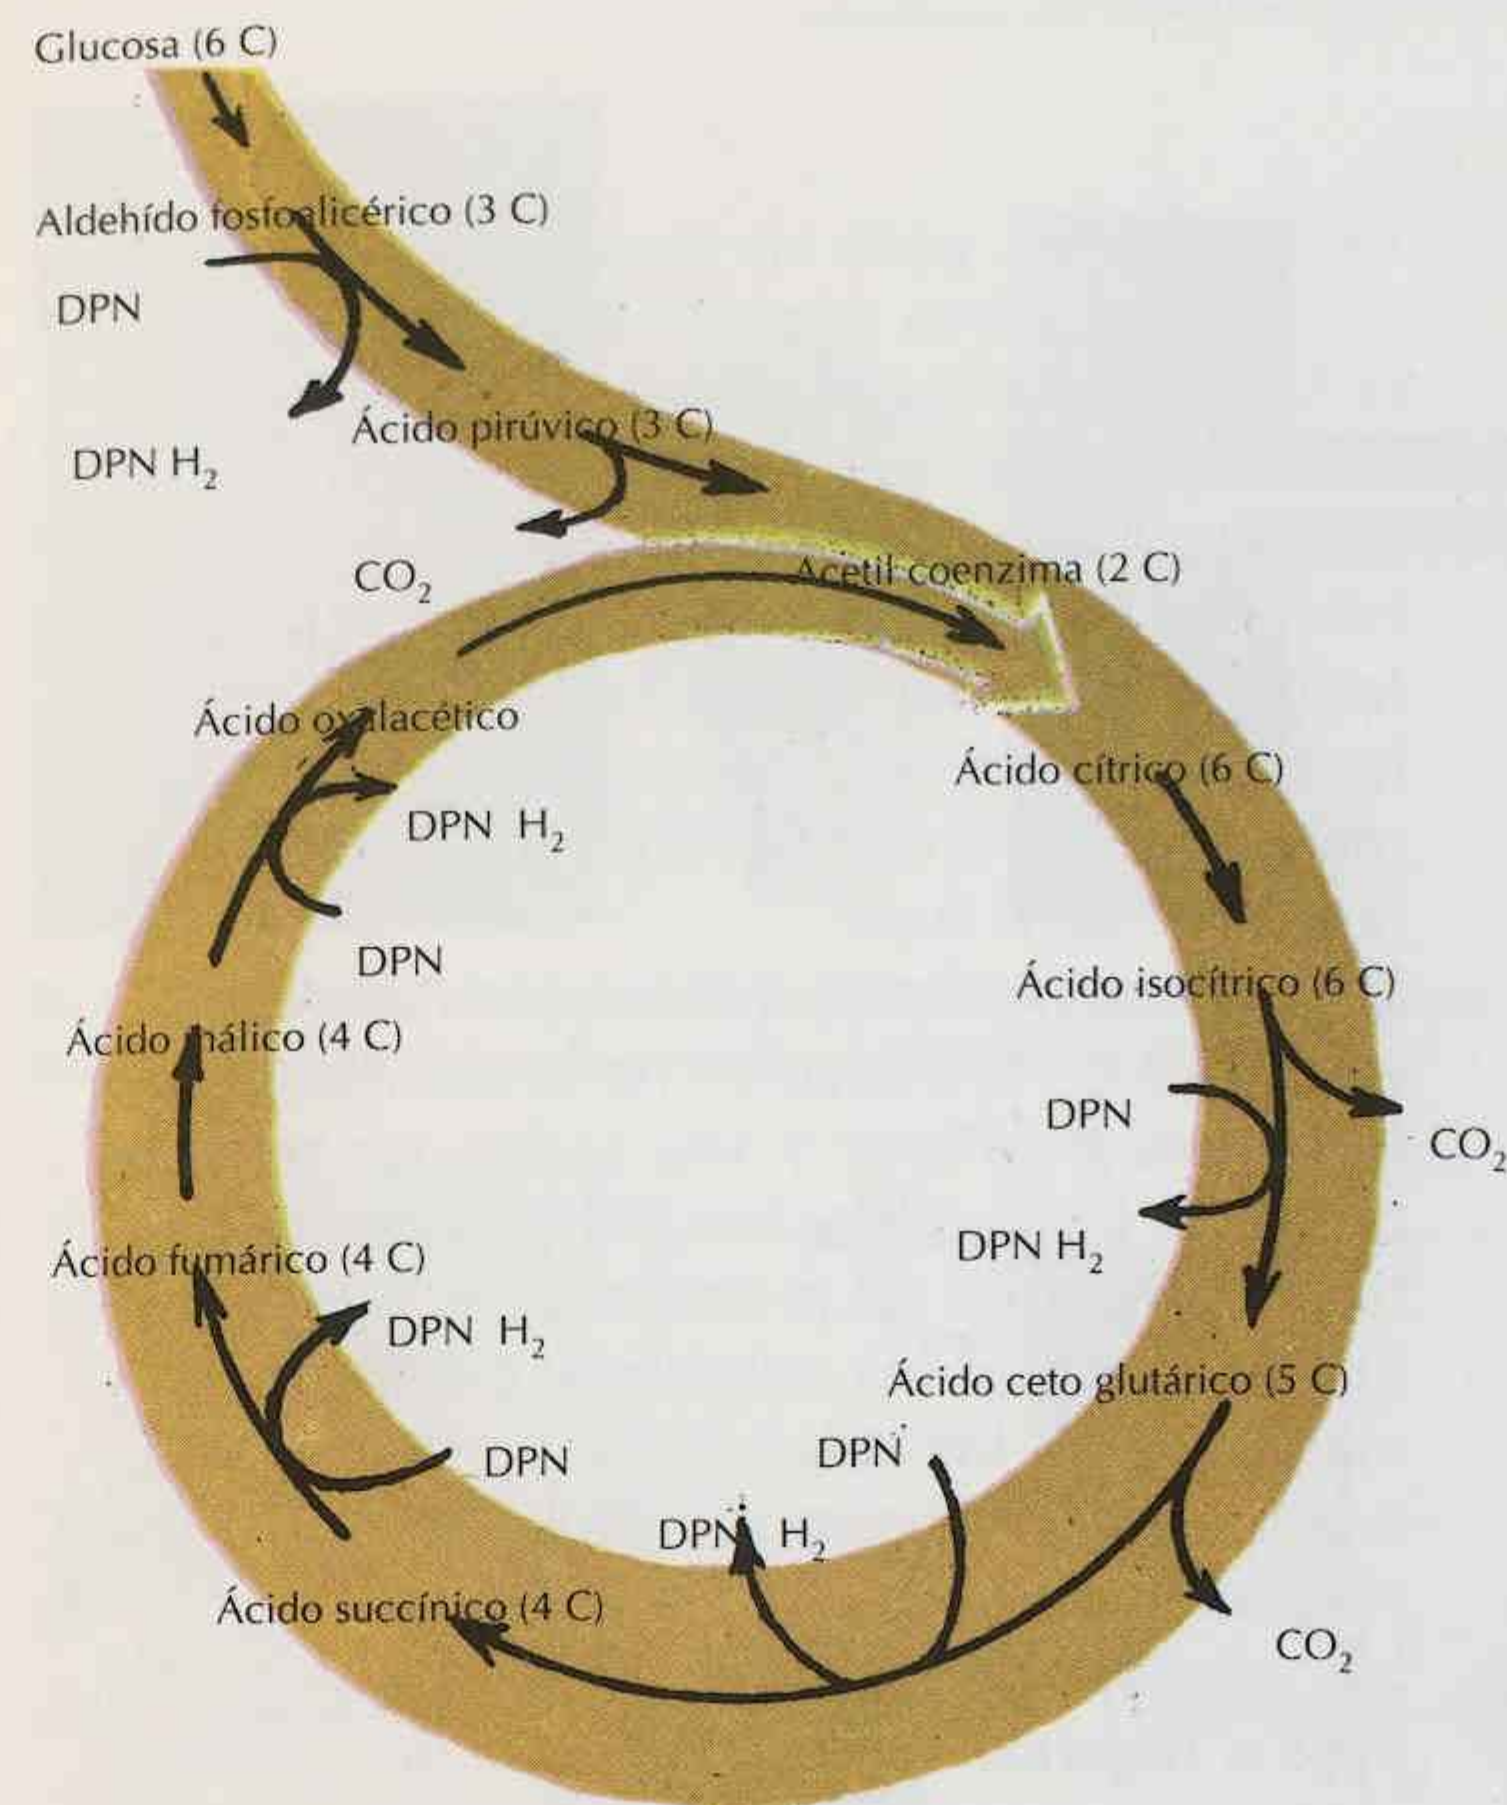 Glucosa (6 C)
Aldehído fosfoglicérico (3 C)
DPN
DPN H₂
Ácido pirúvico (3 C)
CO₂
Acetil coenzima (2 C)
Ácido oxalacético
Ácido cítrico (6 C)
DPN H₂
DPN
Ácido isocítrico (6 C)
Ácido málico (4 C)
DPN
CO₂
DPN H₂
Ácido fumárico (4 C)
DPN H₂
Ácido ceto glutárico (5 C)
DPN
DPN
DPN H₂
Ácido succínico (4 C)
CO₂